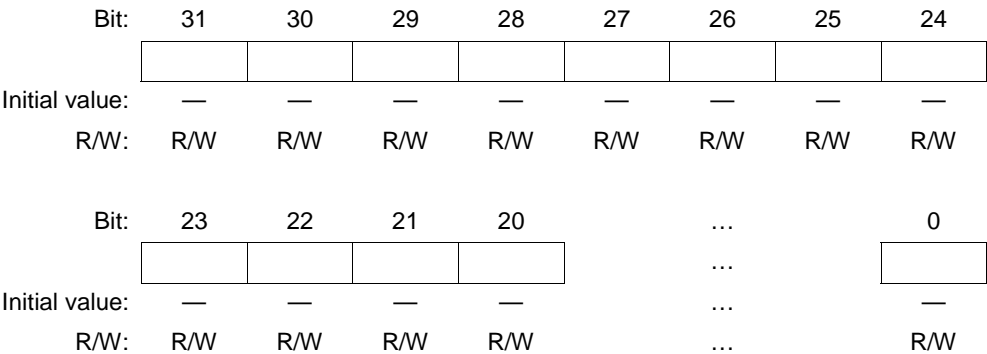 Bit: 31 30 29 28 27 26 25 24
Initial value: — — — — — — — —
R/W: R/W R/W R/W R/W R/W R/W R/W R/W
Bit: 23 22 21 20 … 0
…
Initial value: — — — — … —
R/W: R/W R/W R/W R/W … R/W